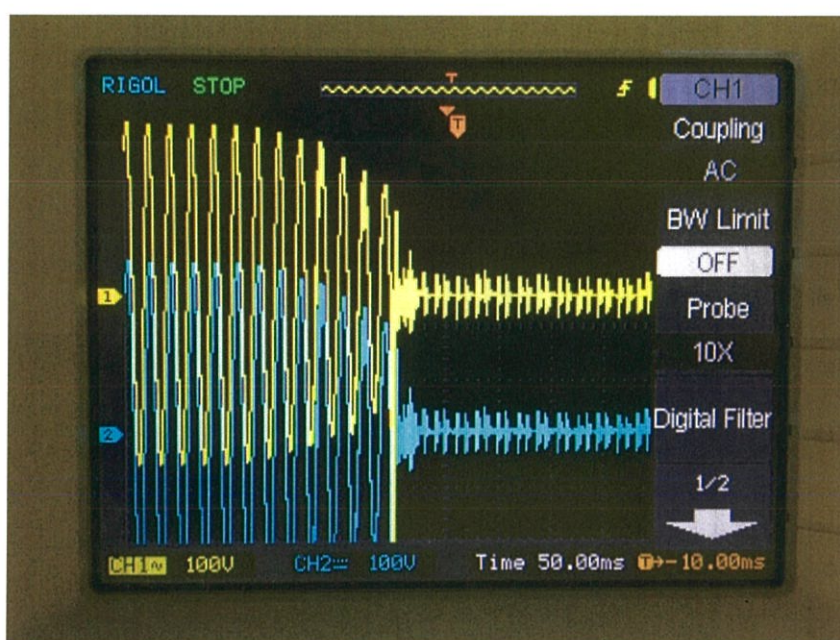 RIGOL STOP T CH1
T
Coupling
AC
BW Limit
OFF
1
Probe
10X
2
Digital Filter
1/2
CH1~ 100V CH2⎓ 100V Time 50.00ms T→-10.00ms